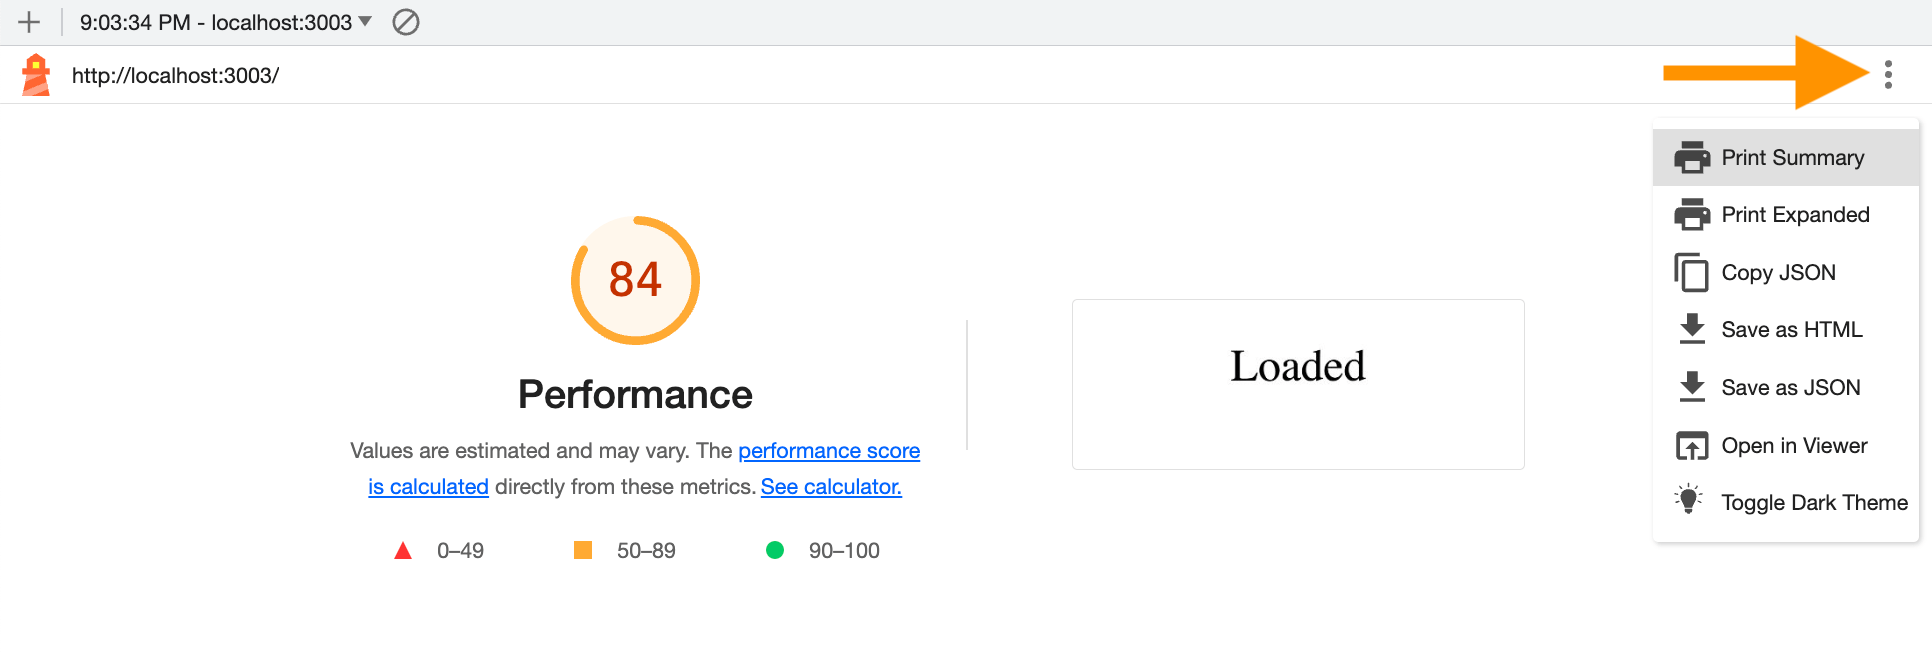 9:03:34 PM - localhost:3003
http://localhost:3003/
Print Summary
Print Expanded
Copy JSON
Save as HTML
Save as JSON
Open in Viewer
Toggle Dark Theme
84
Performance
Values are estimated and may vary. The performance score
is calculated directly from these metrics. See calculator.
0–49 50–89 90–100
Loaded